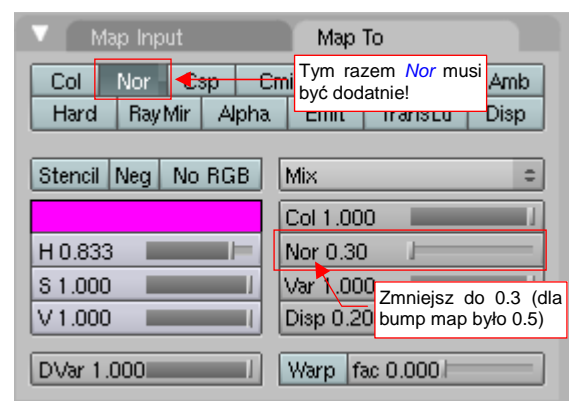 Map Input Map To
Col Nor Csp Amb
Tym razem Nor musi
być dodatnie!
Hard RayMir Alpha Emit TransLu Disp
Stencil Neg No RGB Mix
Col 1.000
H 0.833 Nor 0.30
S 1.000 Var 1.000
Zmniejsz do 0.3 (dla
bump map było 0.5)
V 1.000 Disp 0.20
DVar 1.000 Warp fac 0.000